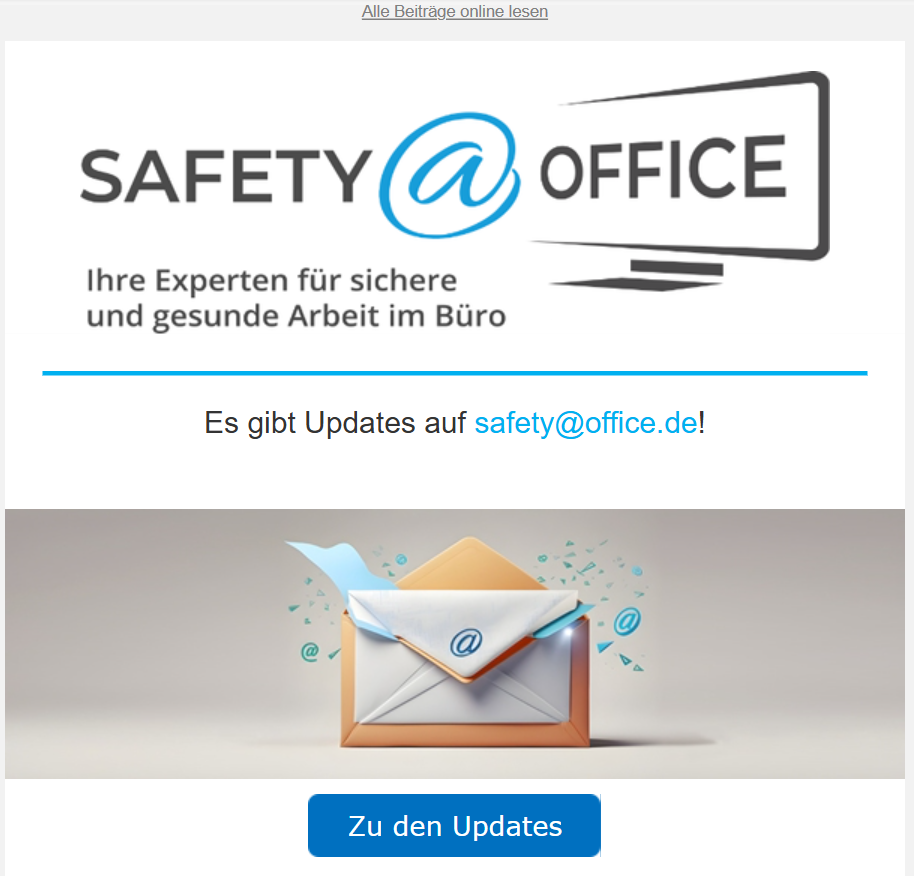 Alle Beiträge online lesen
SAFETY@OFFICE
Ihre Experten für sichere
und gesunde Arbeit im Büro
Es gibt Updates auf safety@office.de!
@
@ @
Zu den Updates